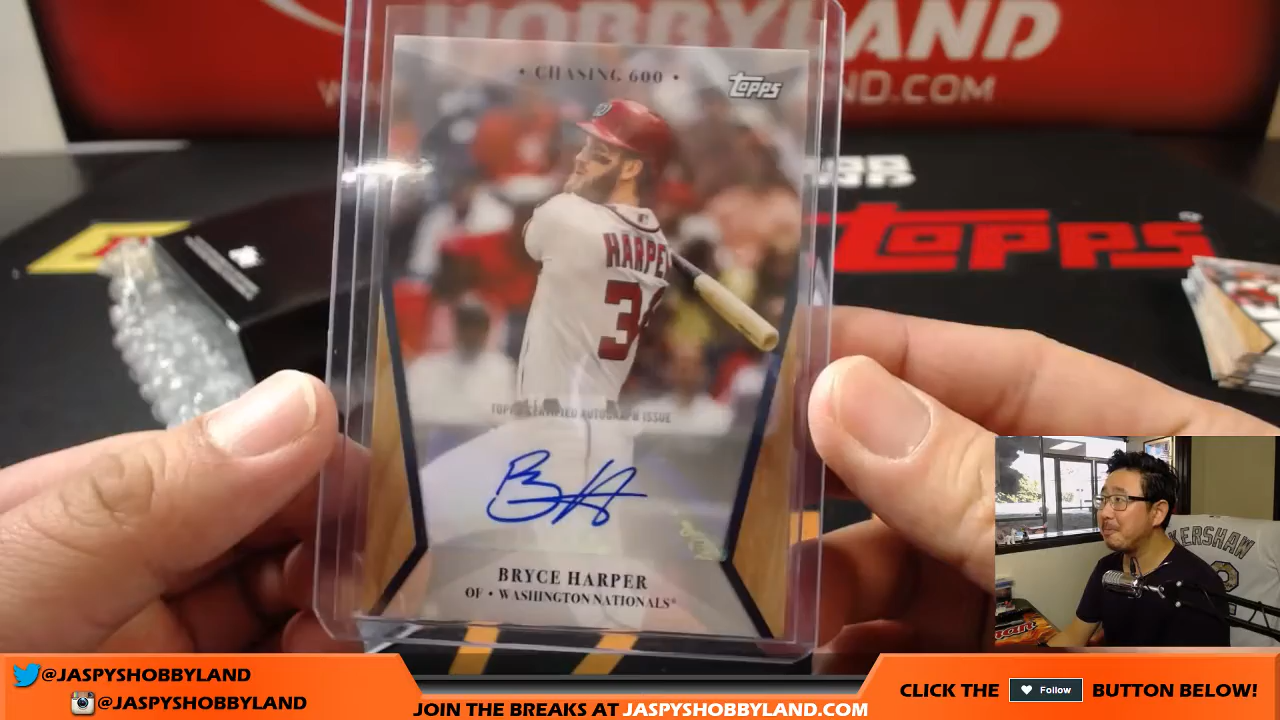 HOBBYLAND
ND.COM
• CHASING 600 •
TOPPS
TOPPS
HARPE
34
TOPPS CERTIFIED AUTOGRAPH ISSUE
BRYCE HARPER
OF • WASHINGTON NATIONALS®
KERSHAW
@JASPYSHOBBYLAND
@JASPYSHOBBYLAND
JOIN THE BREAKS AT JASPYSHOBBYLAND.COM
CLICK THE Follow BUTTON BELOW!